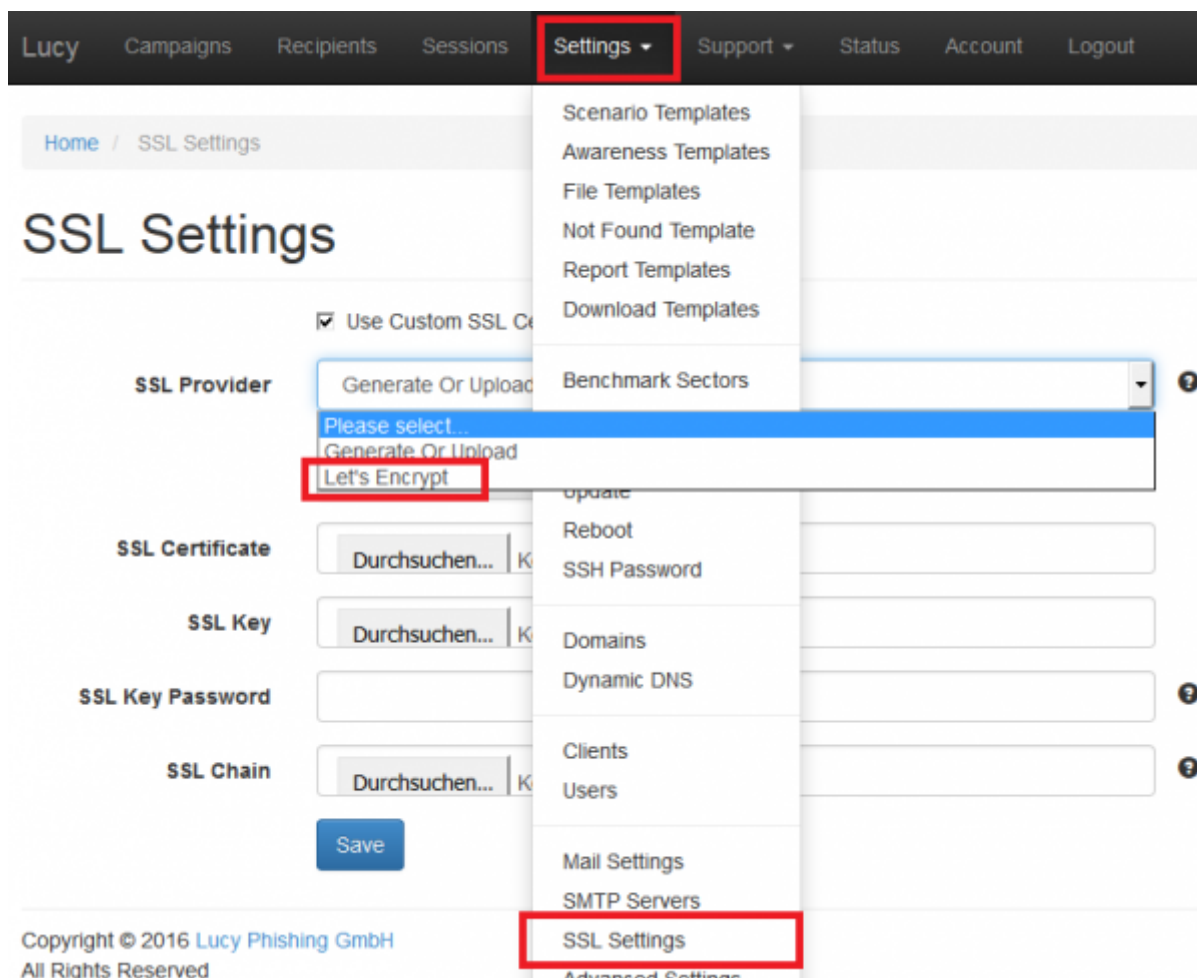 Lucy Campaigns Recipients Sessions Settings Support Status Account Logout
Home / SSL Settings
SSL Settings
Use Custom SSL
SSL Provider
Generate Or Upload
Please select...
Generate Or Upload
Let's Encrypt
SSL Certificate
Durchsuchen...
SSL Key
Durchsuchen...
SSL Key Password
SSL Chain
Durchsuchen...
Save
Scenario Templates
Awareness Templates
File Templates
Not Found Template
Report Templates
Download Templates
Benchmark Sectors
Update
Reboot
SSH Password
Domains
Dynamic DNS
Clients
Users
Mail Settings
SMTP Servers
SSL Settings
Advanced Settings
Copyright © 2016 Lucy Phishing GmbH
All Rights Reserved